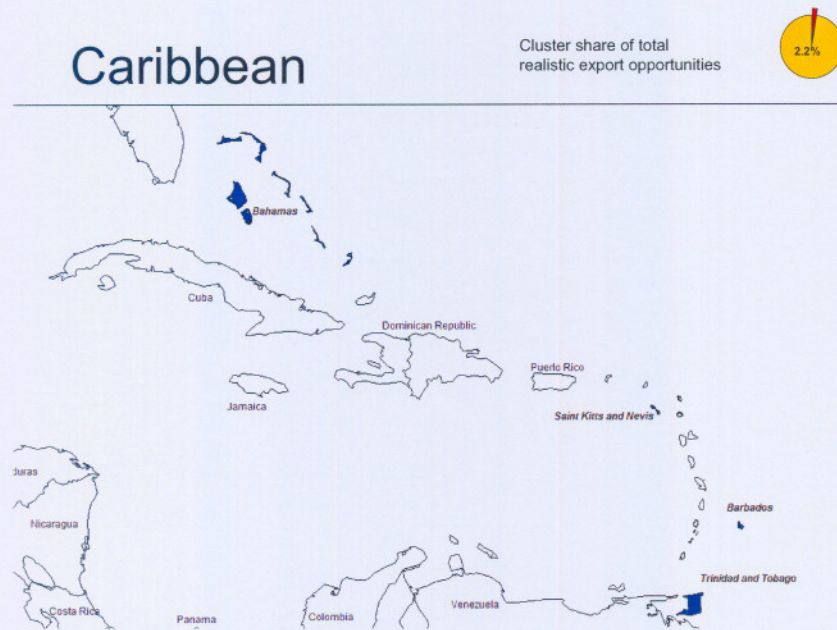 Caribbean
Cluster share of total
realistic export opportunities
2.2%
Bahamas
Cuba
Dominican Republic
Puerto Rico
Jamaica
Saint Kitts and Nevis
duras
Nicaragua
Barbados
Trinidad and Tobago
Costa Rica
Panama
Colombia
Venezuela